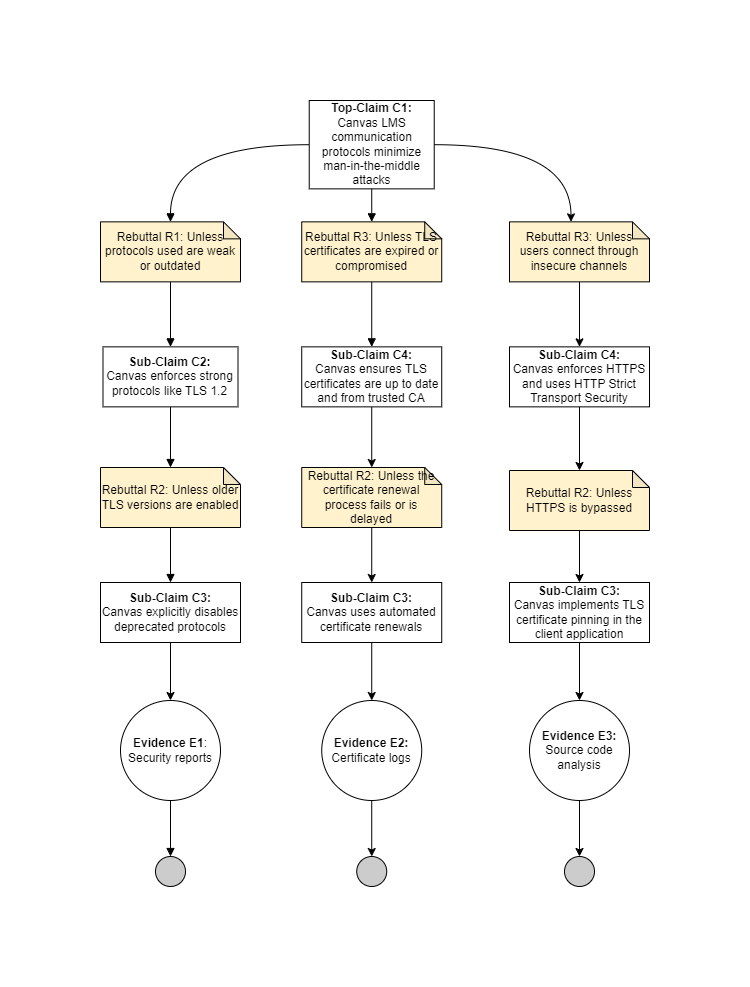 Top-Claim C1:
Canvas LMS
communication
protocols minimize
man-in-the-middle
attacks
Rebuttal R1: Unless
protocols used are weak
or outdated
Rebuttal R3: Unless TLS
certificates are expired or
compromised
Rebuttal R3: Unless
users connect through
insecure channels
Sub-Claim C2:
Canvas enforces strong
protocols like TLS 1.2
Sub-Claim C4:
Canvas ensures TLS
certificates are up to date
and from trusted CA
Sub-Claim C4:
Canvas enforces HTTPS
and uses HTTP Strict
Transport Security
Rebuttal R2: Unless older
TLS versions are enabled
Rebuttal R2: Unless the
certificate renewal
process fails or is
delayed
Rebuttal R2: Unless
HTTPS is bypassed
Sub-Claim C3:
Canvas explicitly disables
deprecated protocols
Sub-Claim C3:
Canvas uses automated
certificate renewals
Sub-Claim C3:
Canvas implements TLS
certificate pinning in the
client application
Evidence E1:
Security reports
Evidence E2:
Certificate logs
Evidence E3:
Source code
analysis